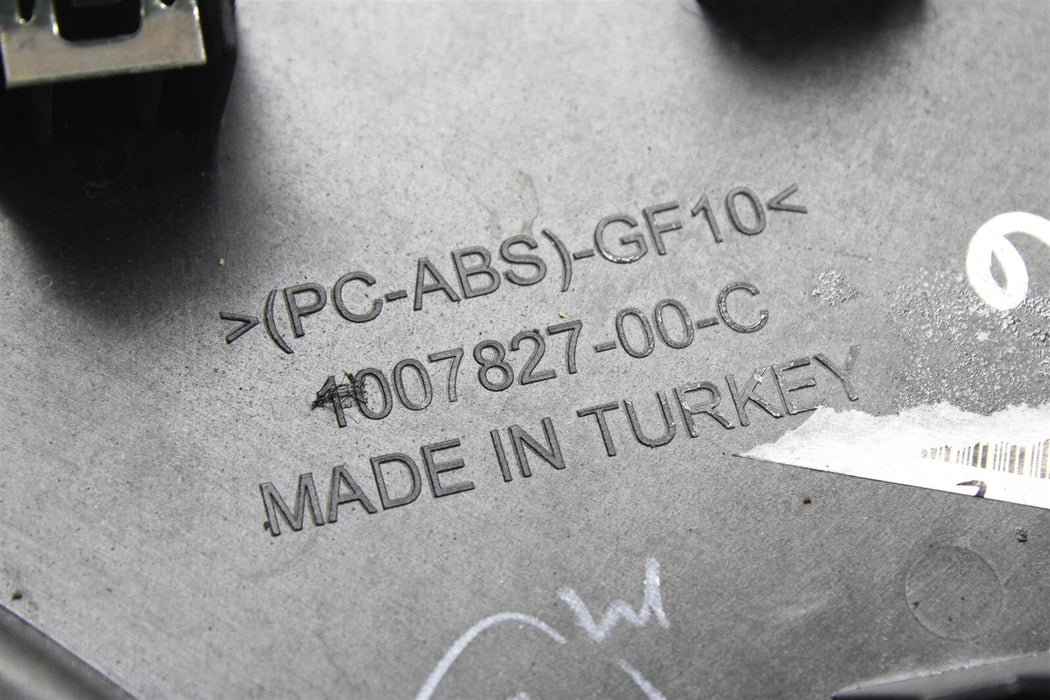 >(PC-ABS)-GF10<
1007827-00-C
MADE IN TURKEY